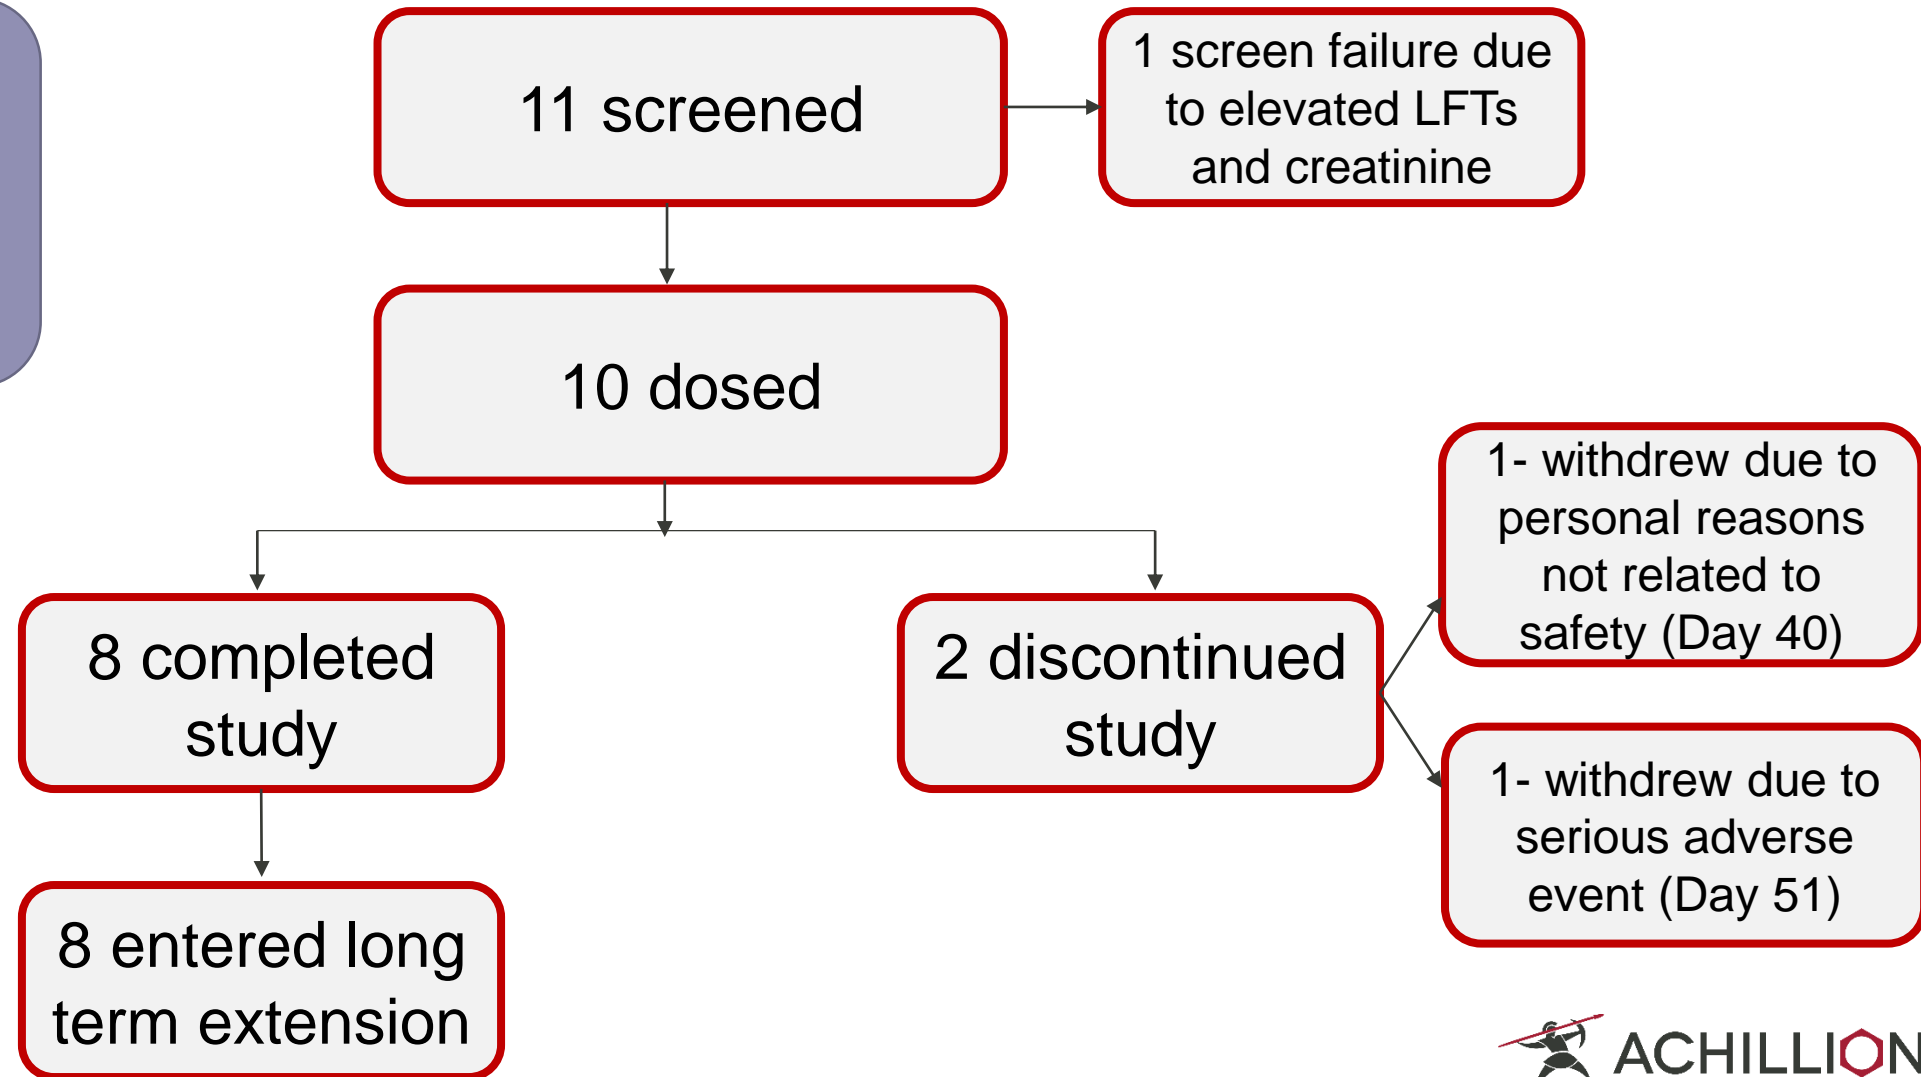 11 screened
1 screen failure due
to elevated LFTs
and creatinine
10 dosed
1- withdrew due to
personal reasons
not related to
safety (Day 40)
8 completed
study
2 discontinued
study
1- withdrew due to
serious adverse
event (Day 51)
8 entered long
term extension
ACHILLION